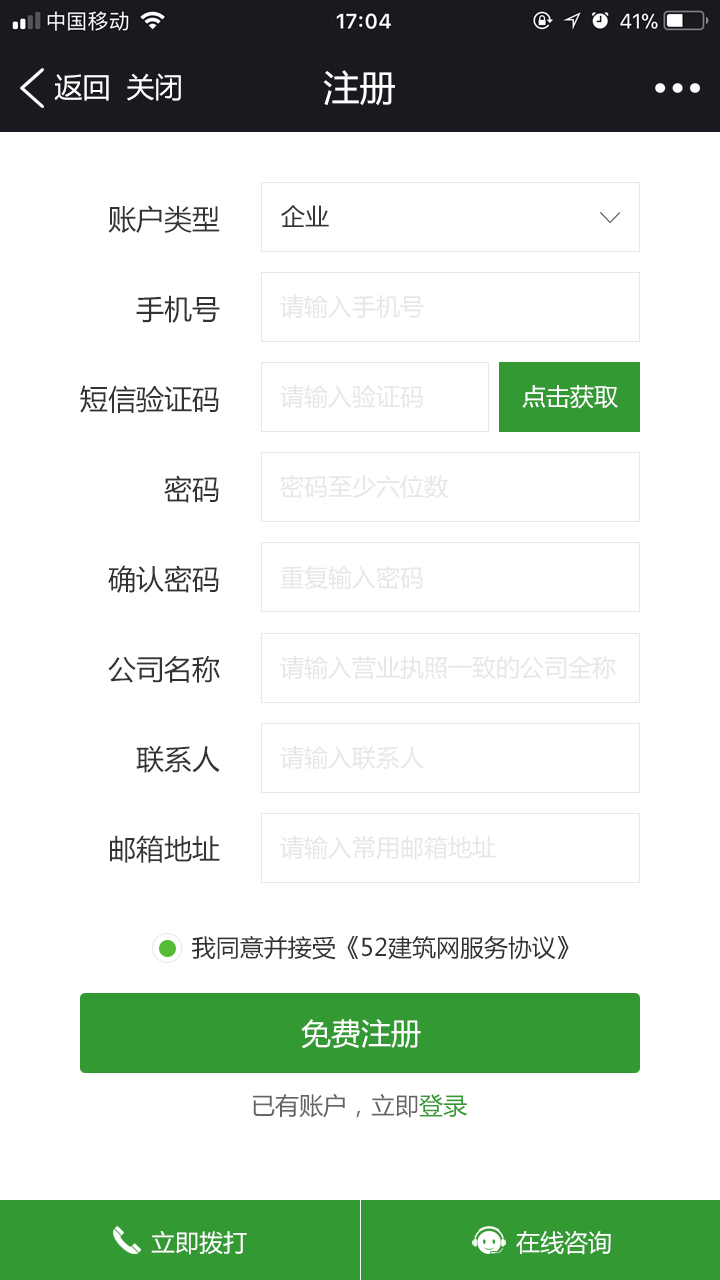 中国移动 17:04 41%
返回 关闭 注册
账户类型 企业
手机号 请输入手机号
短信验证码 请输入验证码 点击获取
密码 密码至少六位数
确认密码 重复输入密码
公司名称 请输入营业执照一致的公司全称
联系人 请输入联系人
邮箱地址 请输入常用邮箱地址
我同意并接受《52建筑网服务协议》
免费注册
已有账户，立即登录
立即拨打 在线咨询